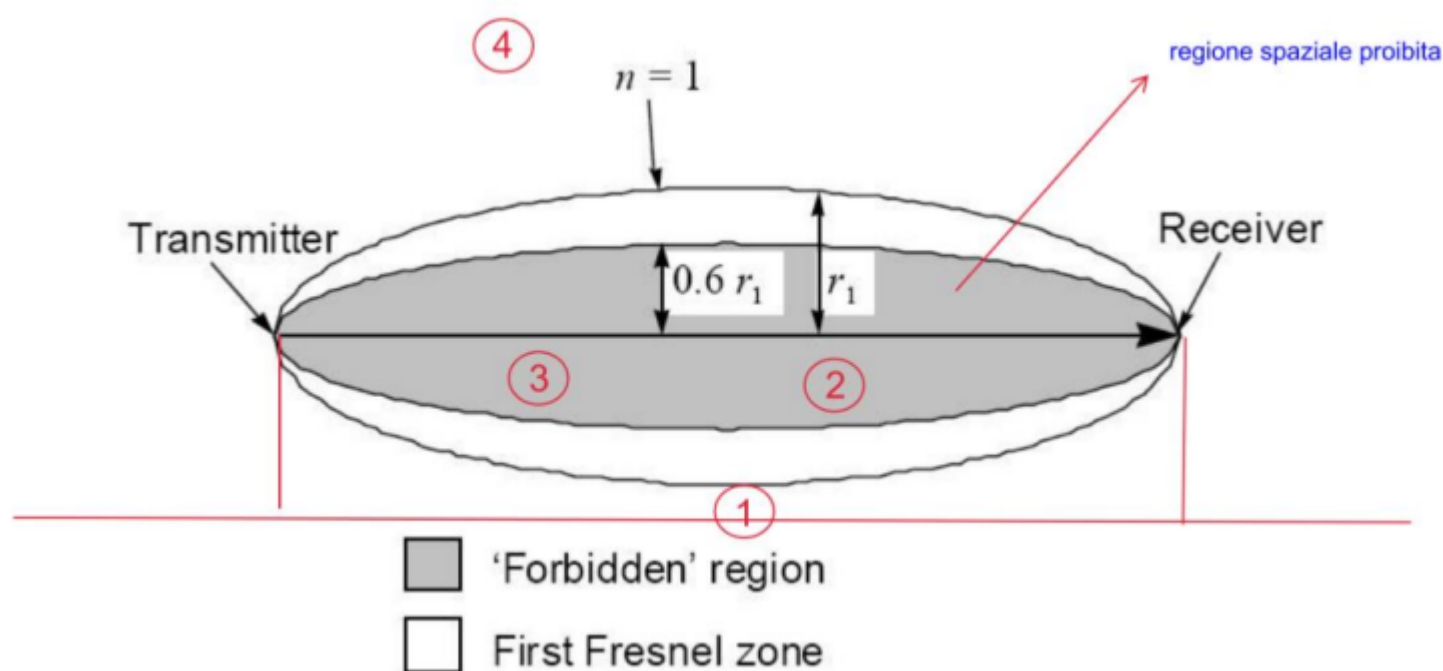 ④
regione spaziale proibita
n = 1
Transmitter
Receiver
0.6 r₁
r₁
③
②
①
'Forbidden' region
First Fresnel zone